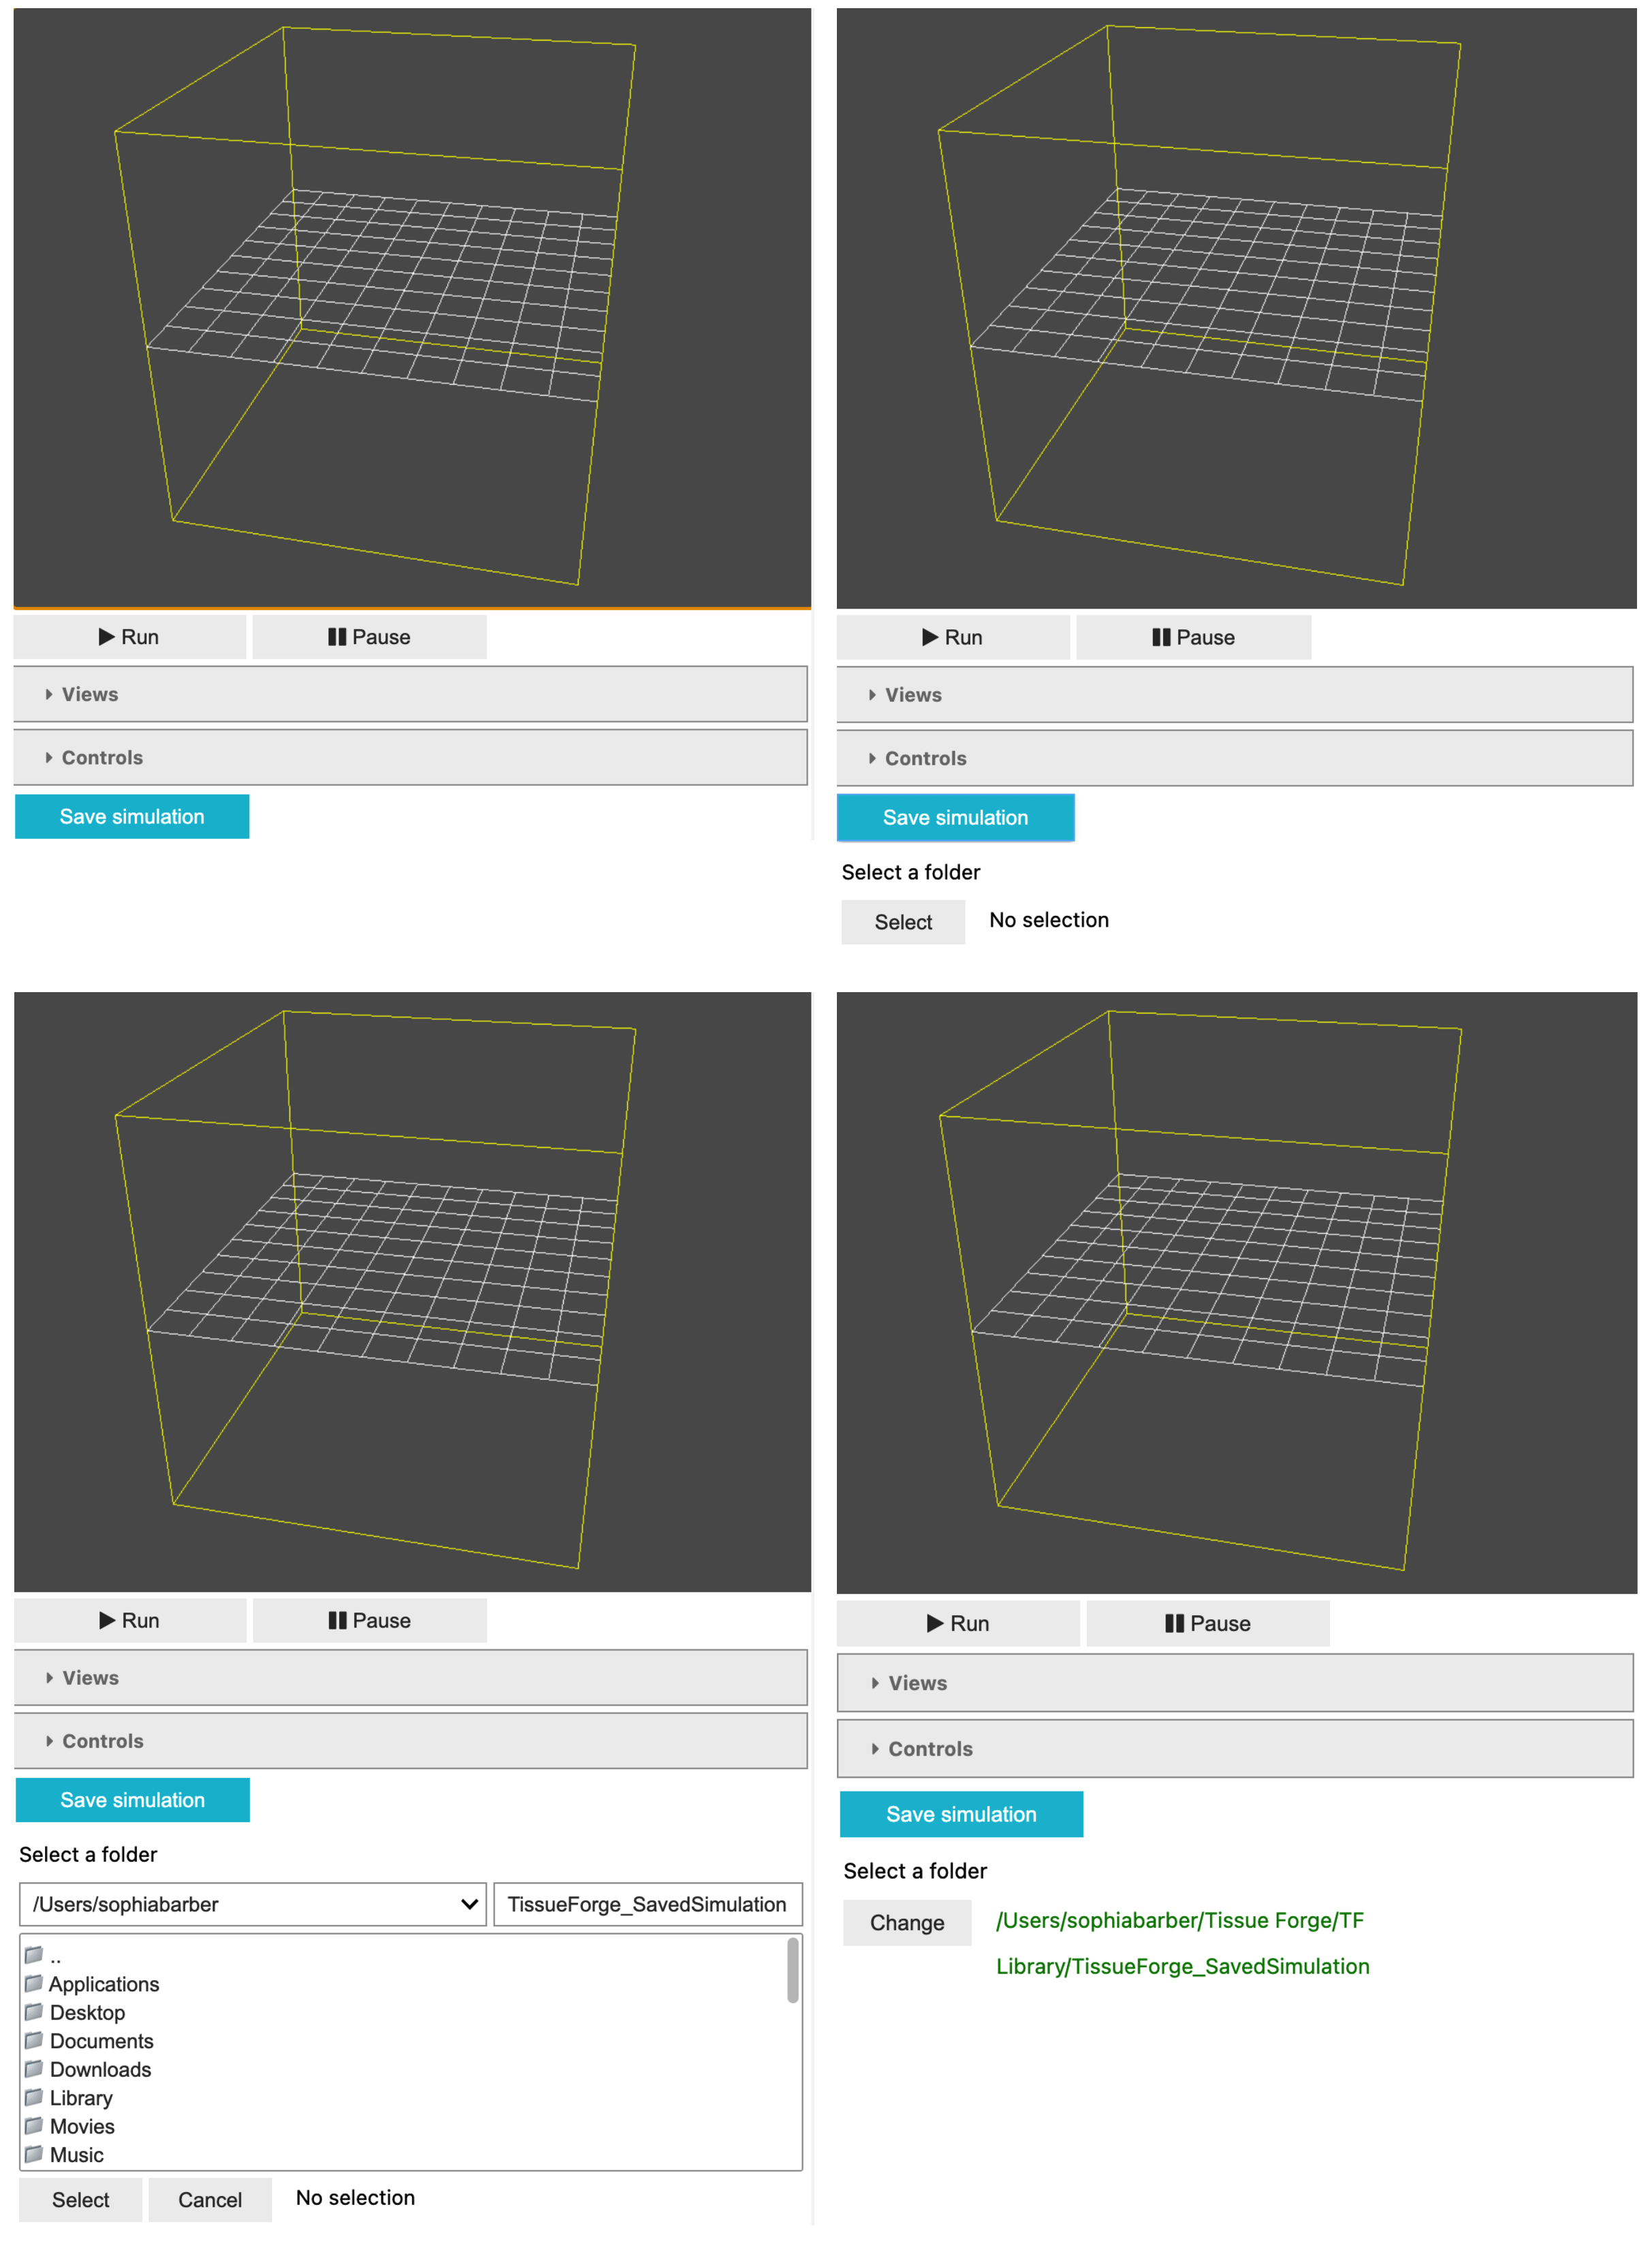 Run Pause
Views
Controls
Save simulation
Run Pause
Views
Controls
Save simulation
Select a folder
Select No selection
Run Pause
Views
Controls
Save simulation
Select a folder
/Users/sophiabarber TissueForge_SavedSimulation
..
Applications
Desktop
Documents
Downloads
Library
Movies
Music
Select Cancel No selection
Run Pause
Views
Controls
Save simulation
Select a folder
Change /Users/sophiabarber/Tissue Forge/TF
Library/TissueForge_SavedSimulation